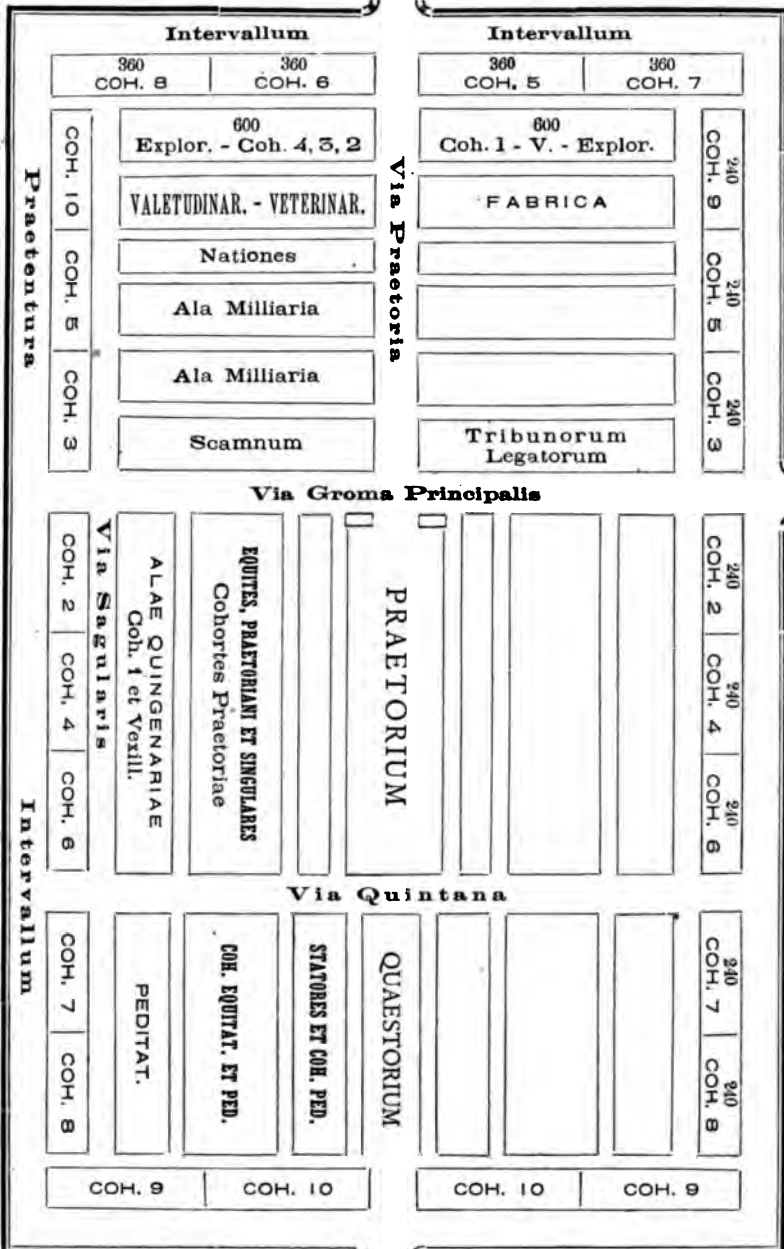 Intervallum
Intervallum
360
COH. 8
360
COH. 6
360
COH. 5
360
COH. 7
Praetentura
COH. 10
COH. 5
COH. 3
600
Explor. - Coh. 4, 3, 2
VALETUDINAR. - VETERINAR.
Nationes
Ala Milliaria
Ala Milliaria
Scamnum
Via Praetoria
600
Coh. 1 - V. - Explor.
FABRICA
Tribunorum
Legatorum
240
COH. 9
240
COH. 5
240
COH. 3
Via Groma Principalis
COH. 2
COH. 4
COH. 6
Via Sagularis
ALAE QUINGENARIAE
Coh. 1 et Vexill.
EQUITES, PRAETORIANI ET SINGULARES
Cohortes Praetoriae
PRAETORIUM
240
COH. 2
240
COH. 4
240
COH. 6
Intervallum
Via Quintana
COH. 7
COH. 8
PEDITAT.
COH. EQUITAT. ET PED.
STATORES ET COH. PED.
QUAESTORIUM
240
COH. 7
240
COH. 8
COH. 9
COH. 10
COH. 10
COH. 9